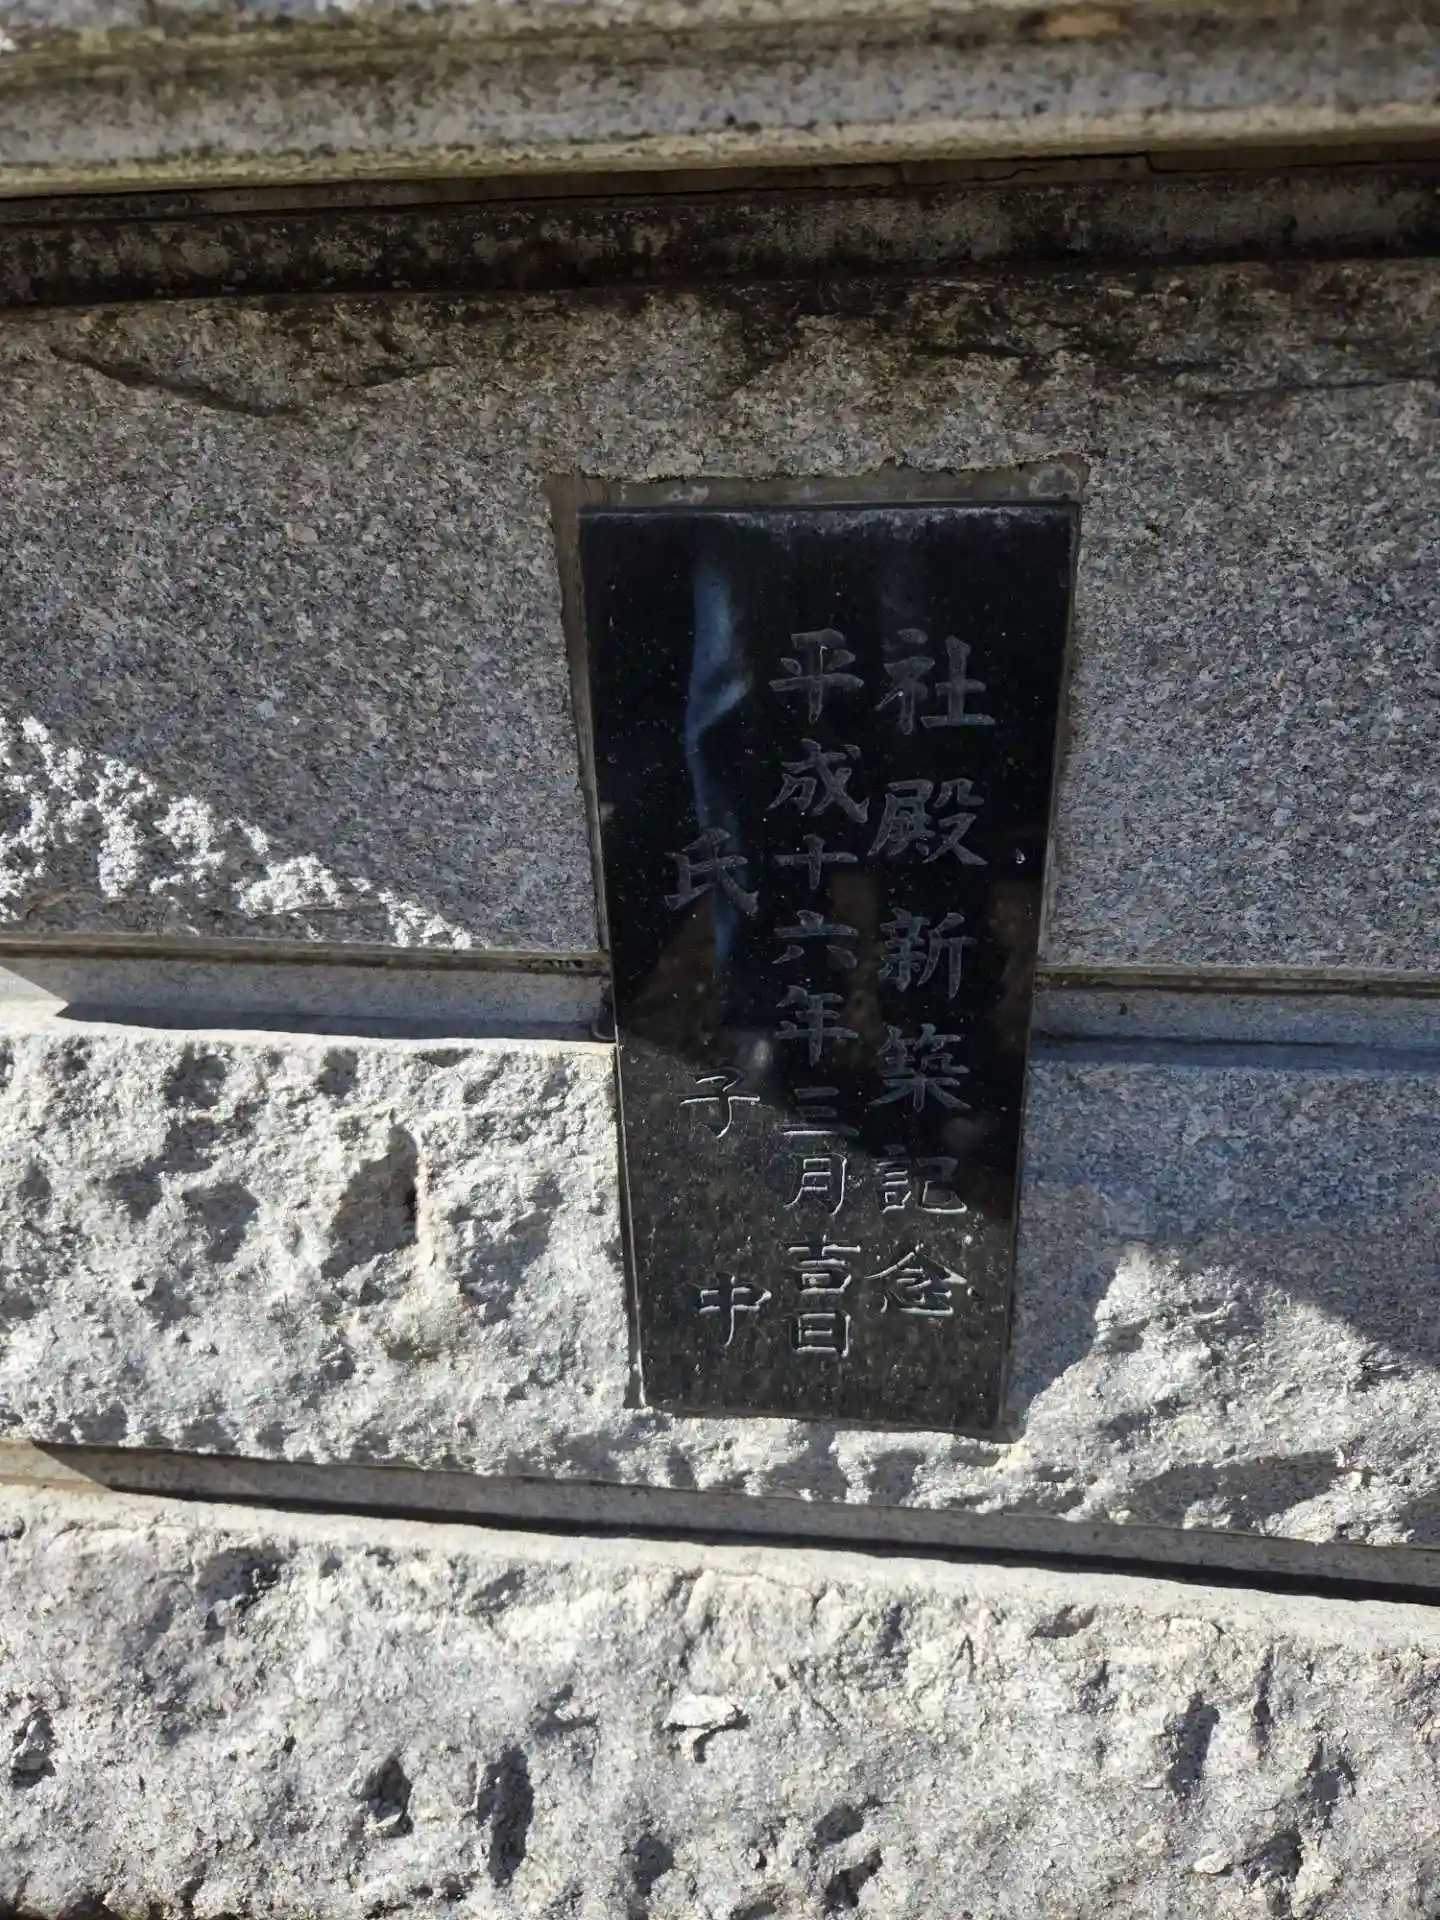 社殿新築記念
平成十六年三月吉日
氏子中